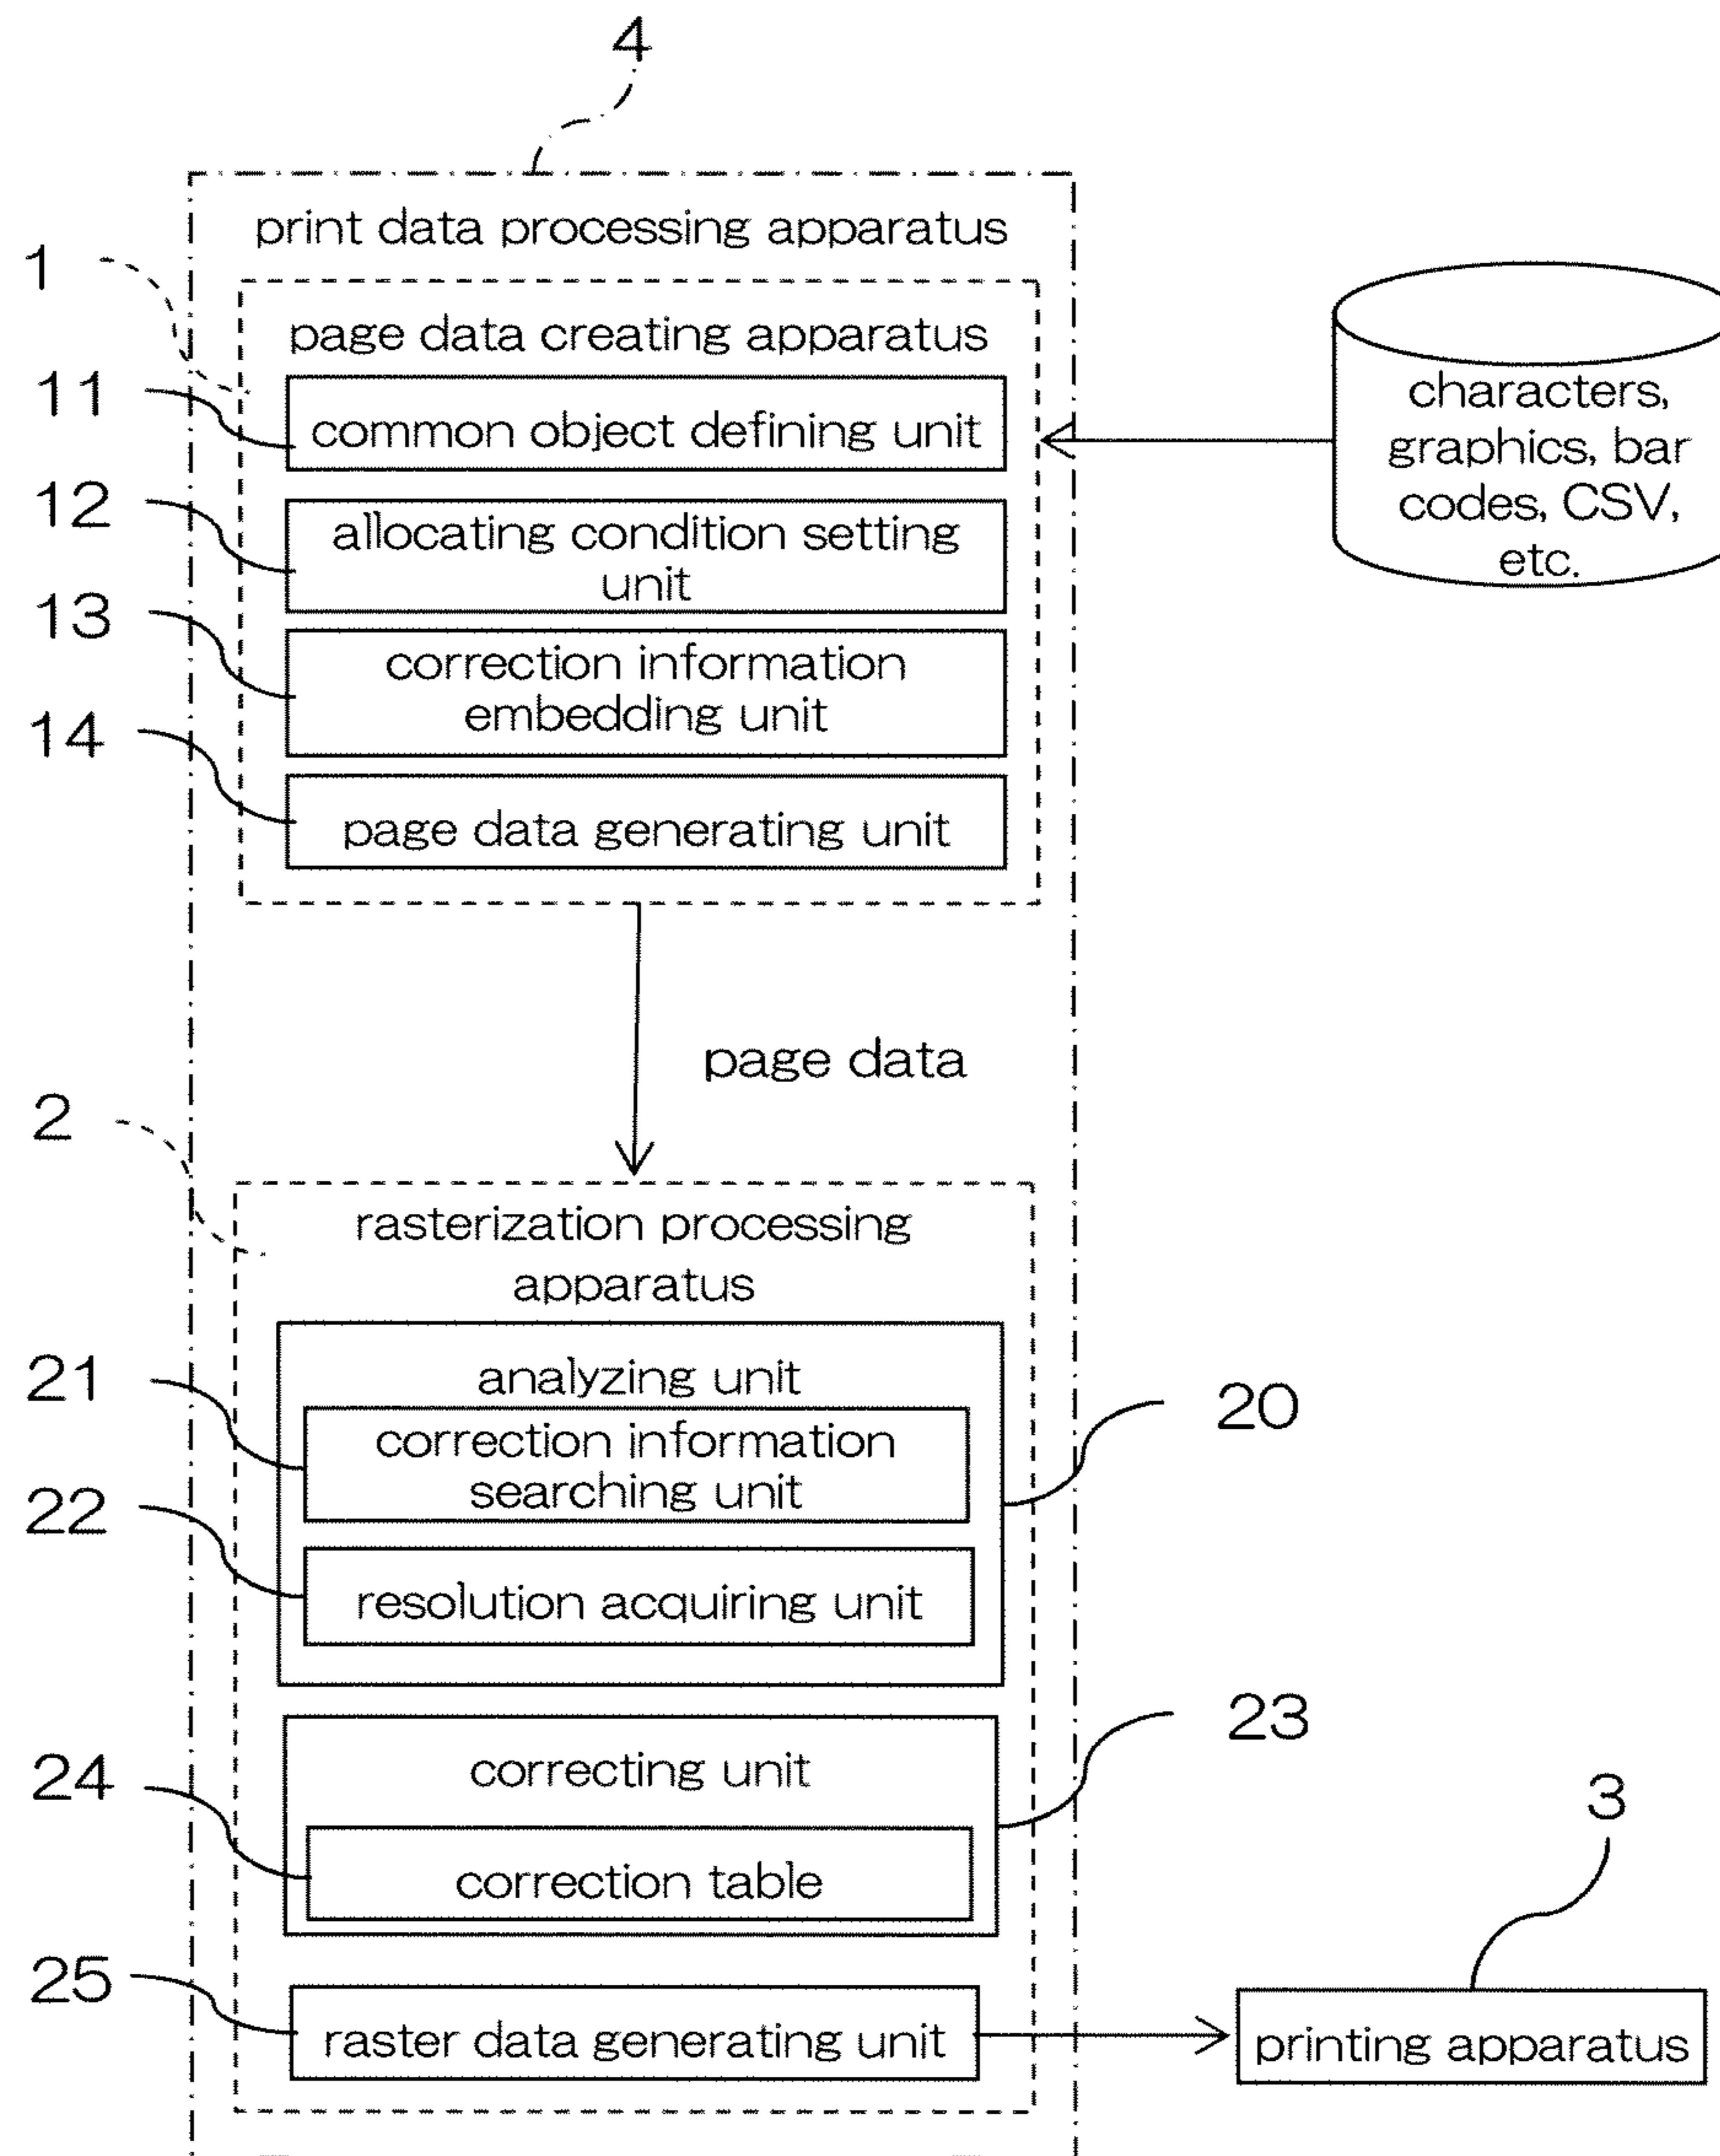 4
print data processing apparatus
1
page data creating apparatus
11
common object defining unit
12
allocating condition setting
unit
13
correction information
embedding unit
14
page data generating unit
characters,
graphics, bar
codes, CSV,
etc.
page data
2
rasterization processing
apparatus
analyzing unit
20
21
correction information
searching unit
22
resolution acquiring unit
23
correcting unit
24
correction table
25
raster data generating unit
3
printing apparatus